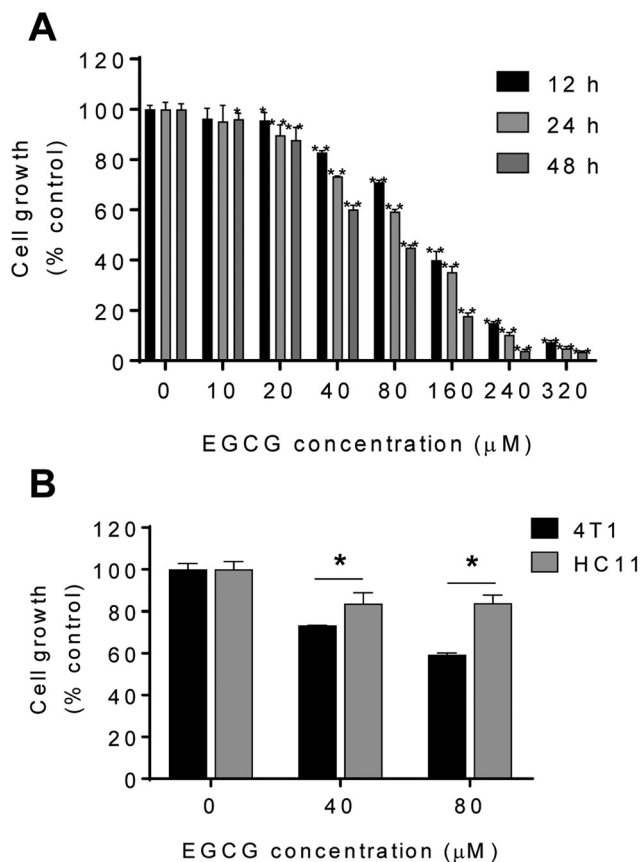 A
12 h
24 h
48 h
120
100
80
60
40
20
0
Cell growth
(% control)
* * ** ** ** ** ** ** ** ** ** ** ** ** ** ** ** ** ** **
0 10 20 40 80 160 240 320
EGCG concentration (μM)
B
4T1
HC11
120
100
80
60
40
20
0
Cell growth
(% control)
* *
0 40 80
EGCG concentration (μM)